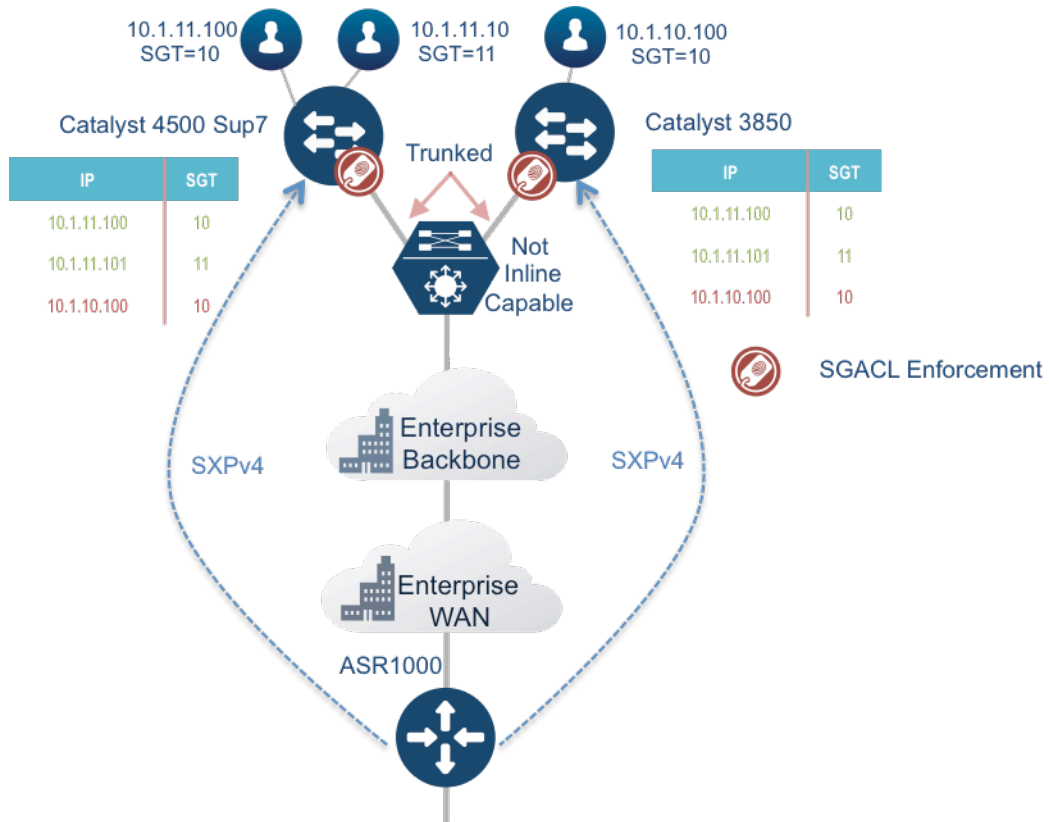 10.1.11.100
SGT=10
10.1.11.10
SGT=11
10.1.10.100
SGT=10
Catalyst 4500 Sup7
Catalyst 3850
Trunked
IP SGT
10.1.11.100 10
10.1.11.101 11
10.1.10.100 10
IP SGT
10.1.11.100 10
10.1.11.101 11
10.1.10.100 10
Not
Inline
Capable
SGACL Enforcement
Enterprise
Backbone
SXPv4
SXPv4
Enterprise
WAN
ASR1000